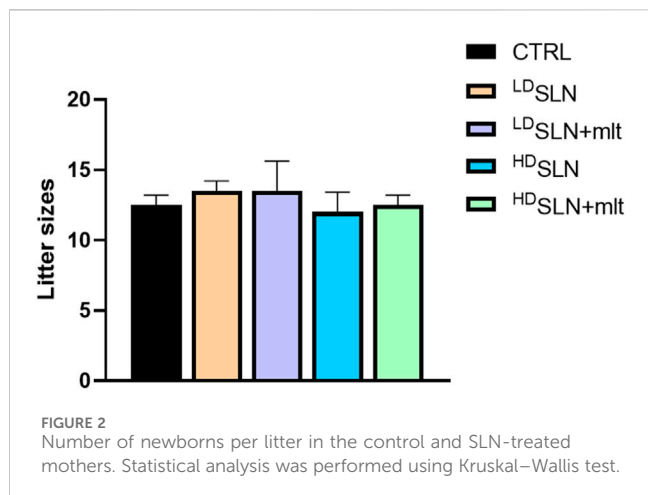 CTRL
LDSLN
LDSLN+mlt
HDSLN
HDSLN+mlt
20
15
10
5
0
Litter sizes
FIGURE 2
Number of newborns per litter in the control and SLN-treated
mothers. Statistical analysis was performed using Kruskal–Wallis test.